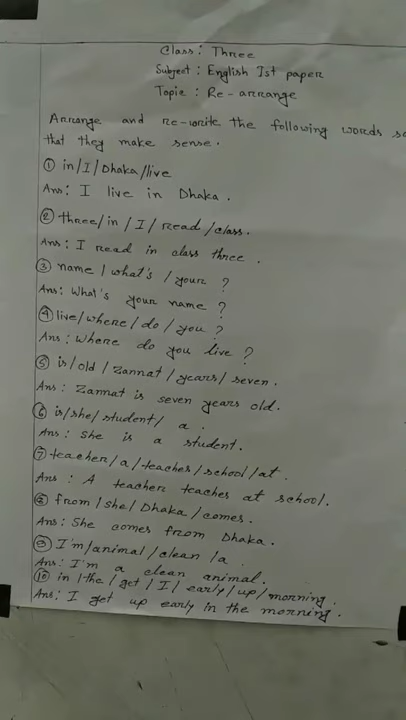 Class: Three
Subject: English Ist paper
Topic: Re-arrange
Arrange and re-write the following words so
that they make sense.
① in/I/Dhaka/live
Ans: I live in Dhaka.
② three/in/I/read/class.
Ans: I read in class three.
③ name/what's/your?
Ans: What's your name?
④ live/where/do/you?
Ans: Where do you live?
⑤ is/old/Zannat/years/seven.
Ans: Zannat is seven years old.
⑥ is/she/student/a.
Ans: She is a student.
⑦ teacher/a/teaches/school/at.
Ans: A teacher teaches at school.
⑧ from/she/Dhaka/comes.
Ans: She comes from Dhaka.
⑨ I'm/animal/clean/a
Ans: I'm a clean animal.
⑩ in/the/get/I/early/up/morning.
Ans: I get up early in the morning.